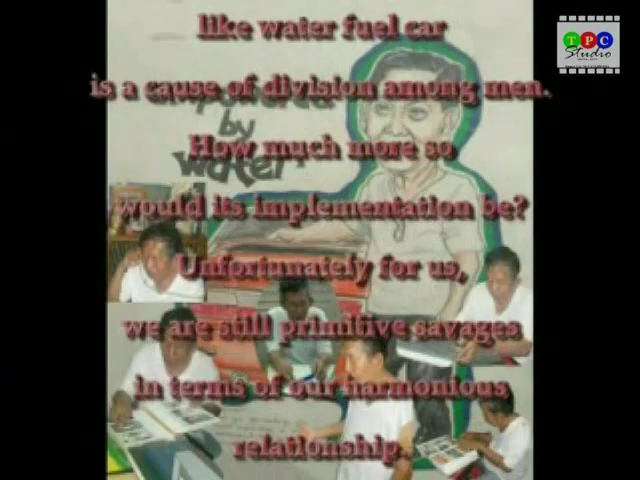 like water fuel car
TPC
Studio
is a cause of division among men.
by
How much more so
water
would its implementation be?
Unfortunately for us,
we are still primitive savages
in terms of our harmonious
relationship.